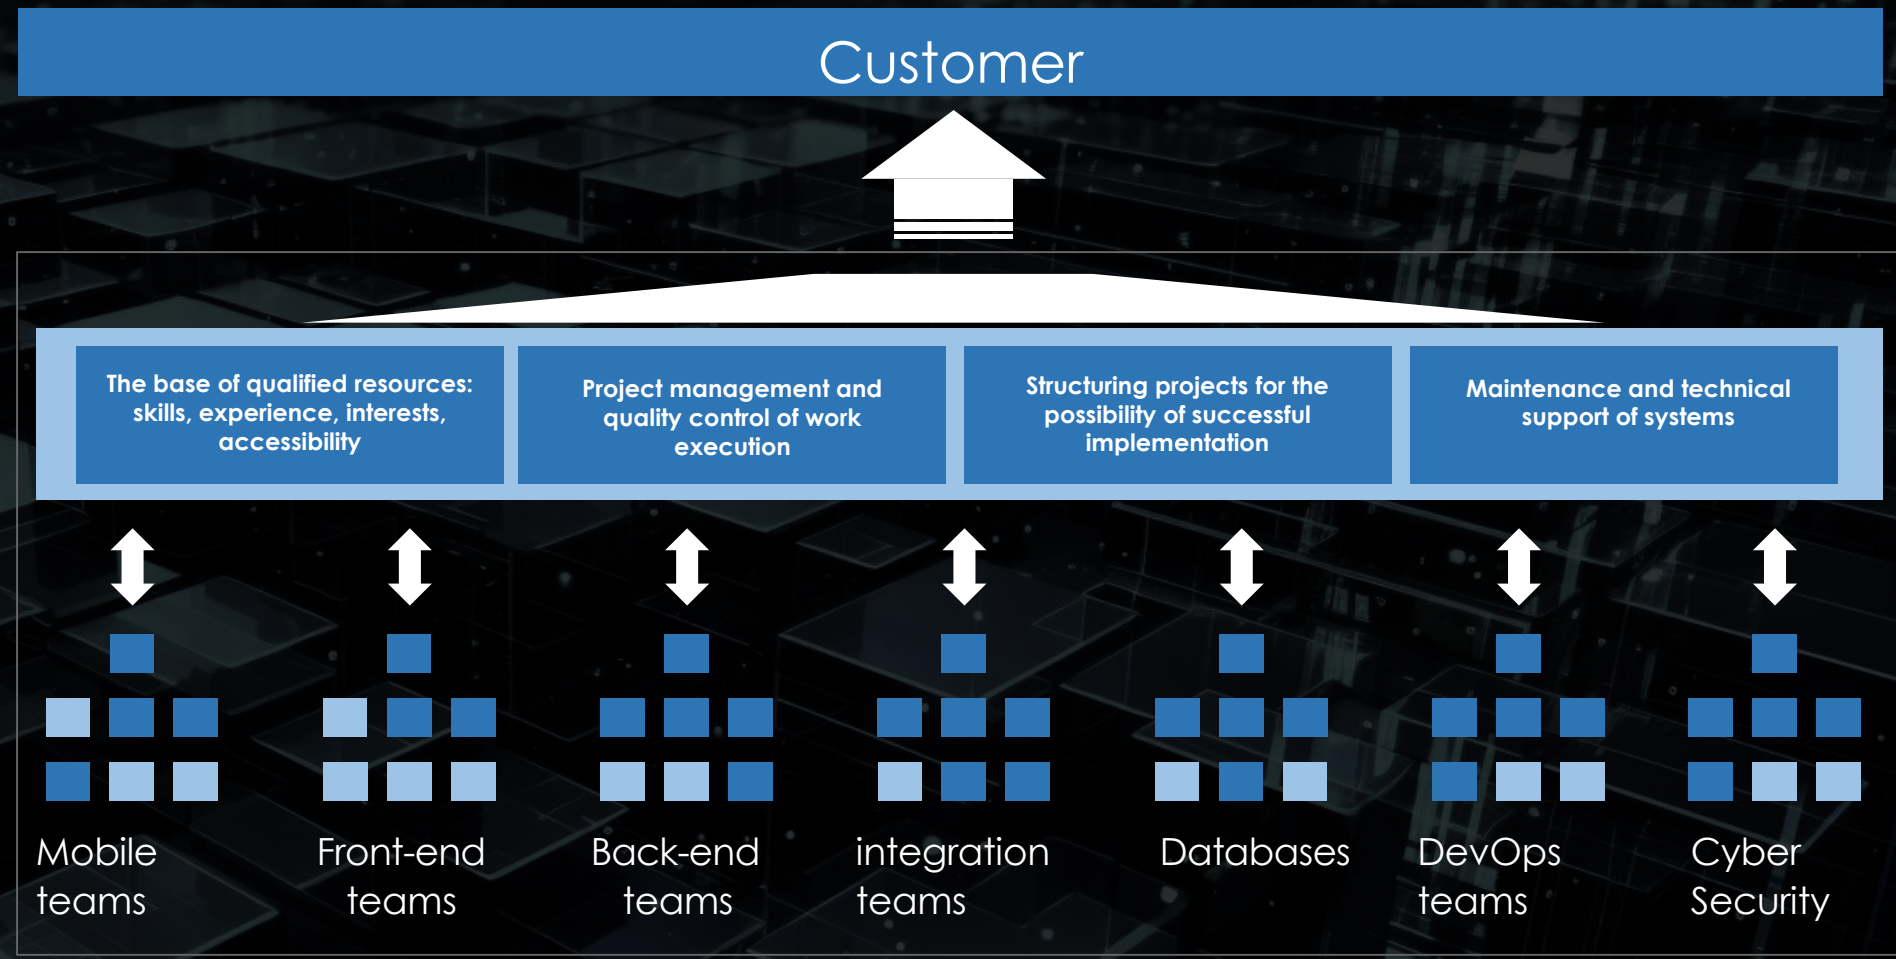 Customer
The base of qualified resources:
skills, experience, interests,
accessibility
Project management and
quality control of work
execution
Structuring projects for the
possibility of successful
implementation
Maintenance and technical
support of systems
Mobile
teams
Front-end
teams
Back-end
teams
integration
teams
Databases
DevOps
teams
Cyber
Security